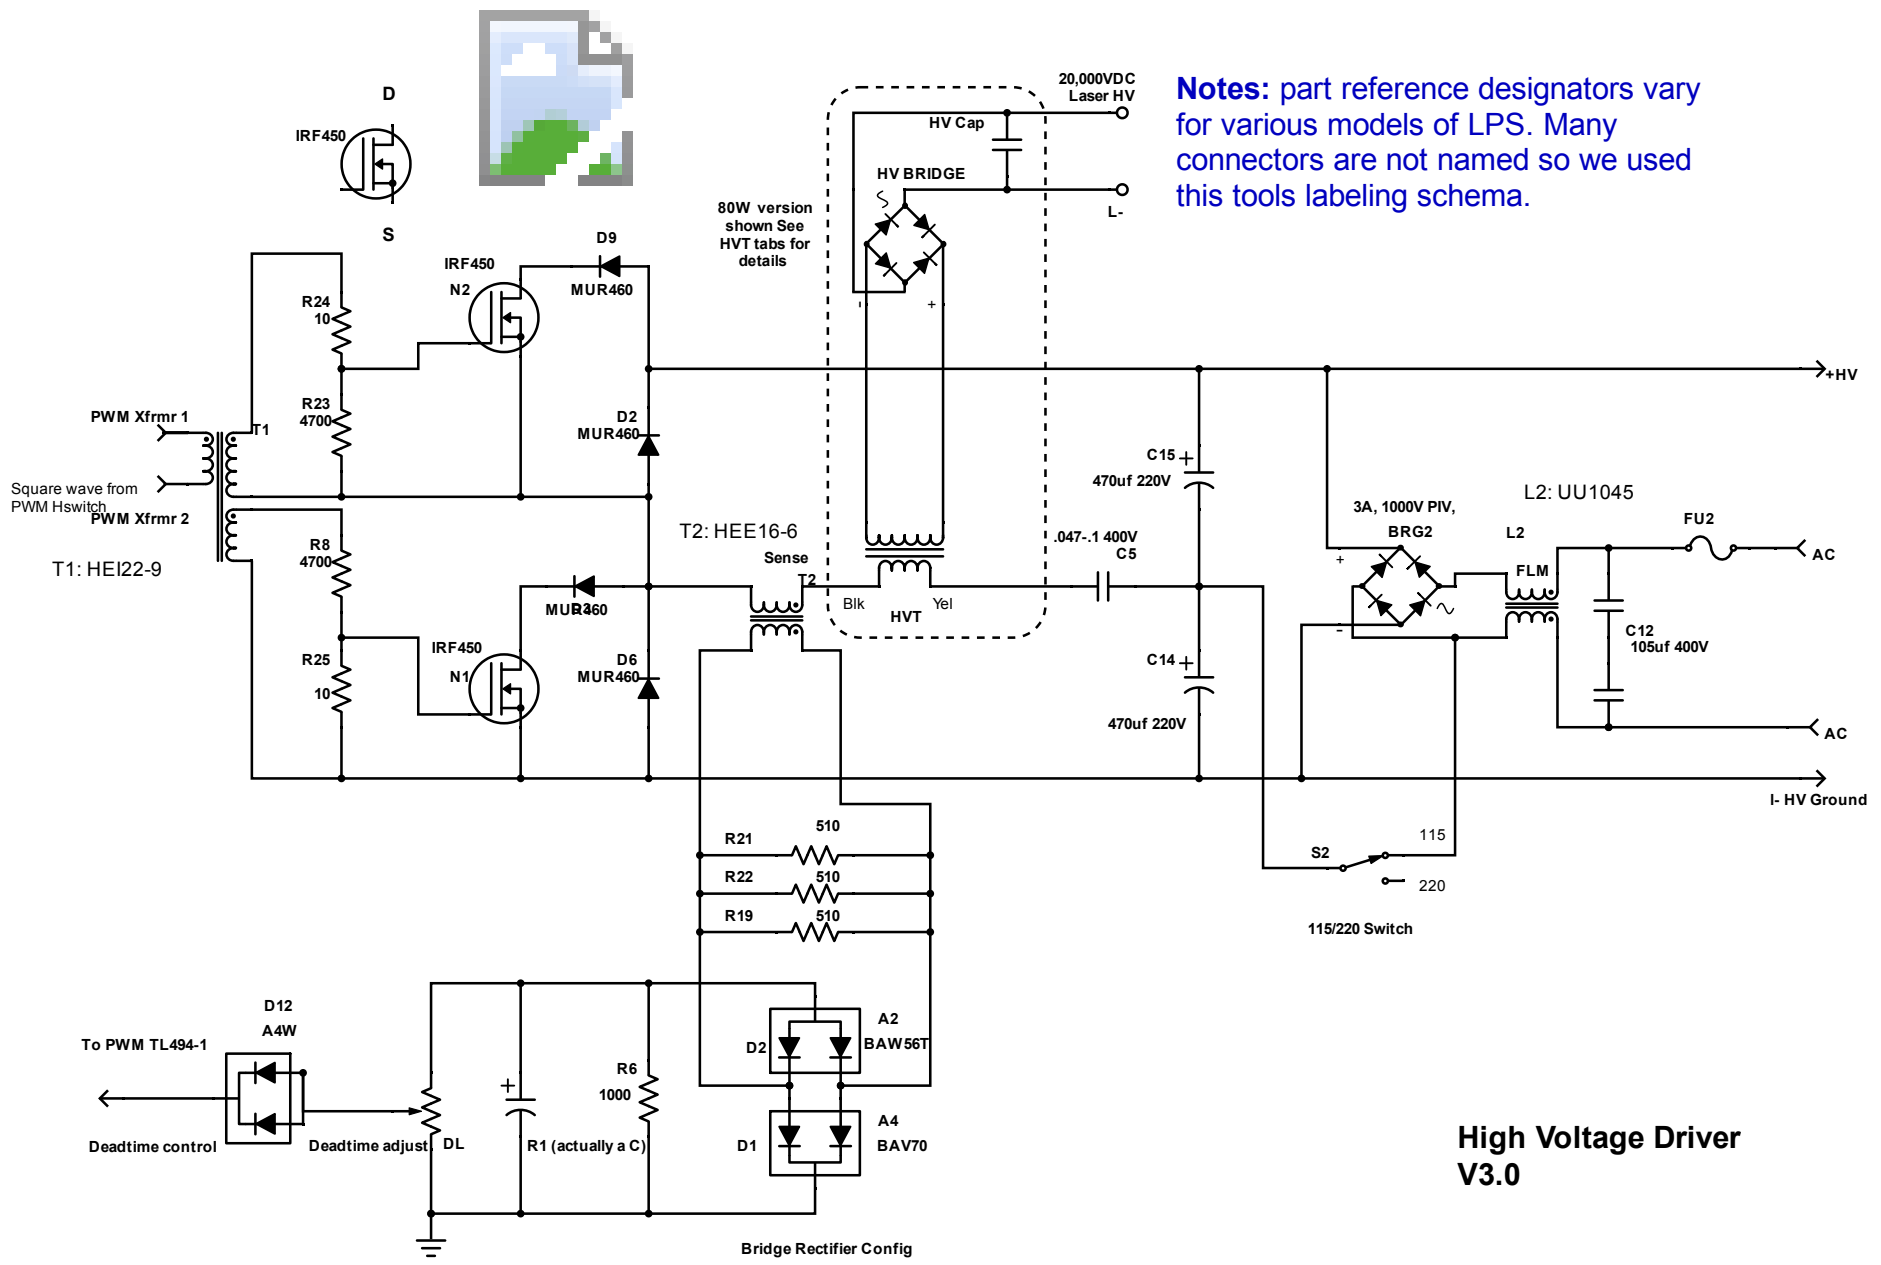 20,000VDC
Laser HV
Notes: part reference designators vary
for various models of LPS. Many
connectors are not named so we used
this tools labeling schema.
D
IRF450
S
HV Cap
HV BRIDGE
L-
80W version
shown See
HVT tabs for
details
-
+
D9
MUR460
IRF450
N2
R24
10
R23
4700
PWM Xfrmr 1
T1
Square wave from
PWM Hswitch
PWM Xfrmr 2
T1: HEI22-9
R8
4700
R25
10
D2
MUR460
+HV
C15
+
470uf 220V
T2: HEE16-6
Sense
T2
.047-.1 400V
C5
Blk
Yel
HVT
MUR460
D3
IRF450
N1
D6
MUR460
C14
+
470uf 220V
3A, 1000V PIV,
BRG2
+
-
L2: UU1045
L2
FLM
FU2
AC
C12
105uf 400V
AC
I- HV Ground
R21
510
R22
510
R19
510
S2
115
220
115/220 Switch
D12
A4W
To PWM TL494-1
Deadtime control
Deadtime adjust
DL
+
R1 (actually a C)
R6
1000
A2
D2
BAW56T
A4
D1
BAV70
Bridge Rectifier Config
High Voltage Driver
V3.0